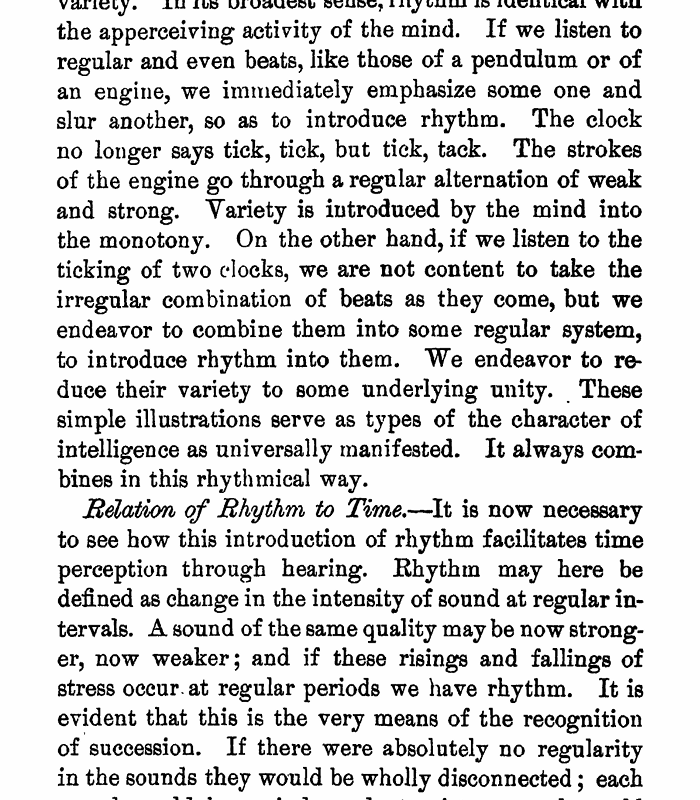 variety. In its broadest sense, rhythm is identical with
the apperceiving activity of the mind. If we listen to
regular and even beats, like those of a pendulum or of
an engine, we immediately emphasize some one and
slur another, so as to introduce rhythm. The clock
no longer says tick, tick, but tick, tack. The strokes
of the engine go through a regular alternation of weak
and strong. Variety is introduced by the mind into
the monotony. On the other hand, if we listen to the
ticking of two clocks, we are not content to take the
irregular combination of beats as they come, but we
endeavor to combine them into some regular system,
to introduce rhythm into them. We endeavor to re-
duce their variety to some underlying unity. These
simple illustrations serve as types of the character of
intelligence as universally manifested. It always com-
bines in this rhythmical way.
Relation of Rhythm to Time.—It is now necessary
to see how this introduction of rhythm facilitates time
perception through hearing. Rhythm may here be
defined as change in the intensity of sound at regular in-
tervals. A sound of the same quality may be now strong-
er, now weaker; and if these risings and fallings of
stress occur at regular periods we have rhythm. It is
evident that this is the very means of the recognition
of succession. If there were absolutely no regularity
in the sounds they would be wholly disconnected; each